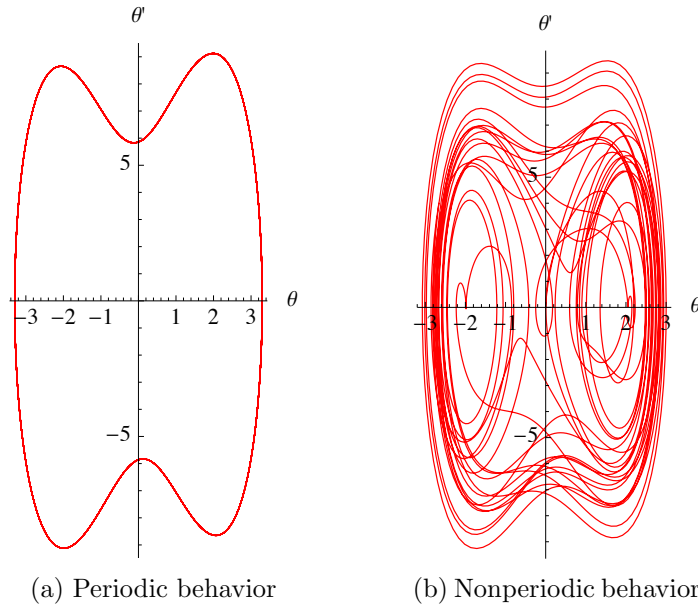 θ'
θ'
5
5
θ
θ
−3 −2 −1 1 2 3
−3 −2 −1 1 2 3
−5
−5
(a) Periodic behavior
(b) Nonperiodic behavior